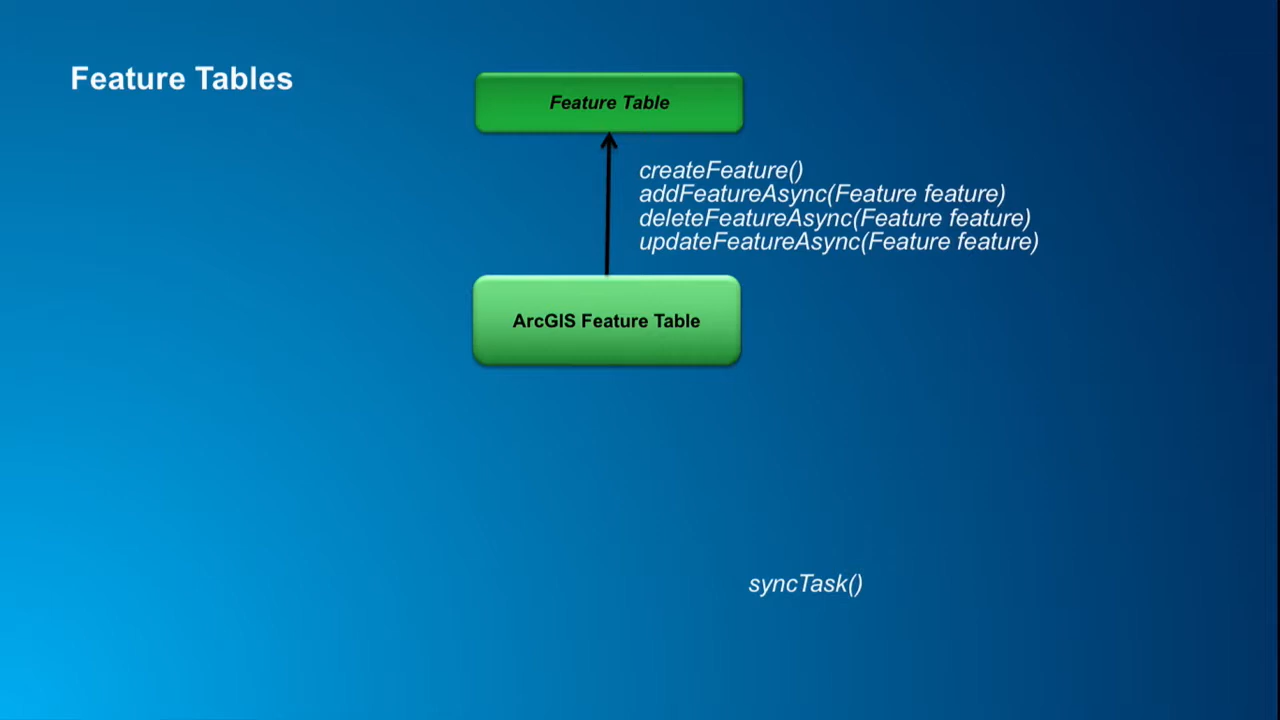 Feature Tables
Feature Table
createFeature()
addFeatureAsync(Feature feature)
deleteFeatureAsync(Feature feature)
updateFeatureAsync(Feature feature)
ArcGIS Feature Table
syncTask()